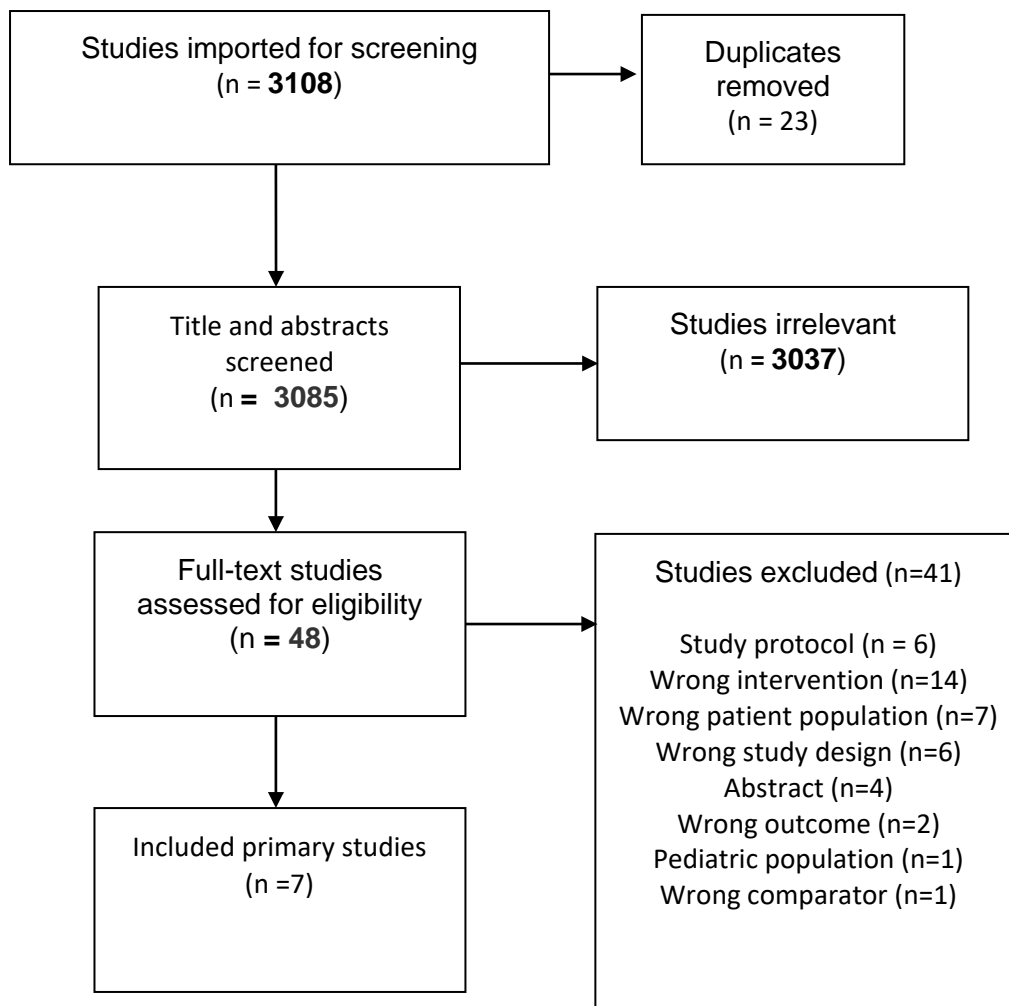 Studies imported for screening
(n = 3108)
Duplicates
removed
(n = 23)
Title and abstracts
screened
(n = 3085)
Studies irrelevant
(n = 3037)
Full-text studies
assessed for eligibility
(n = 48)
Studies excluded (n=41)
Study protocol (n = 6)
Wrong intervention (n=14)
Wrong patient population (n=7)
Wrong study design (n=6)
Abstract (n=4)
Wrong outcome (n=2)
Pediatric population (n=1)
Wrong comparator (n=1)
Included primary studies
(n =7)